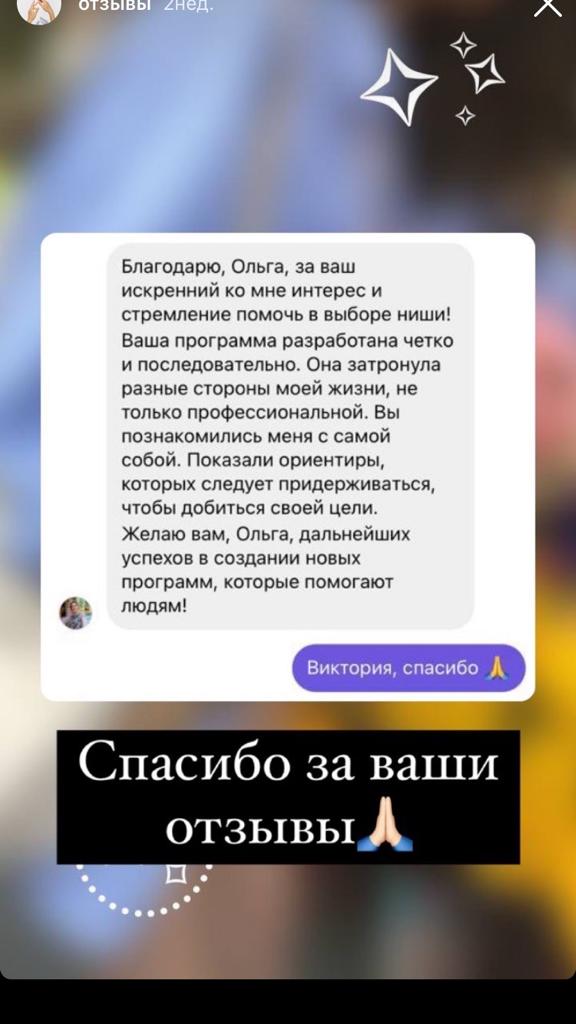 отзывы 2нед.
Благодарю, Ольга, за ваш
искренний ко мне интерес и
стремление помочь в выборе ниши!
Ваша программа разработана четко
и последовательно. Она затронула
разные стороны моей жизни, не
только профессиональной. Вы
познакомились меня с самой
собой. Показали ориентиры,
которых следует придерживаться,
чтобы добиться своей цели.
Желаю вам, Ольга, дальнейших
успехов в создании новых
программ, которые помогают
людям!
Виктория, спасибо 🙏
Спасибо за ваши
отзывы🙏🏻